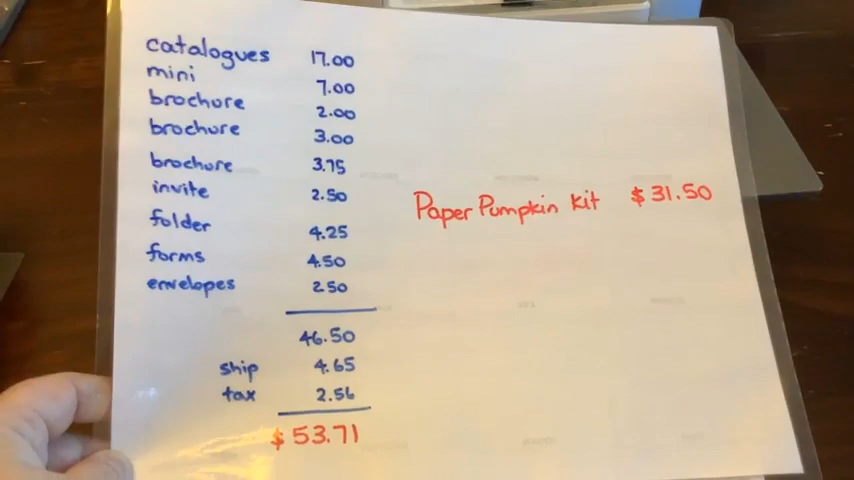 catalogues 17.00
mini 7.00
brochure 2.00
brochure 3.00
brochure 3.75
invite 2.50
Paper Pumpkin Kit $31.50
folder 4.25
forms 4.50
envelopes 2.50
46.50
ship 4.65
tax 2.56
$53.71